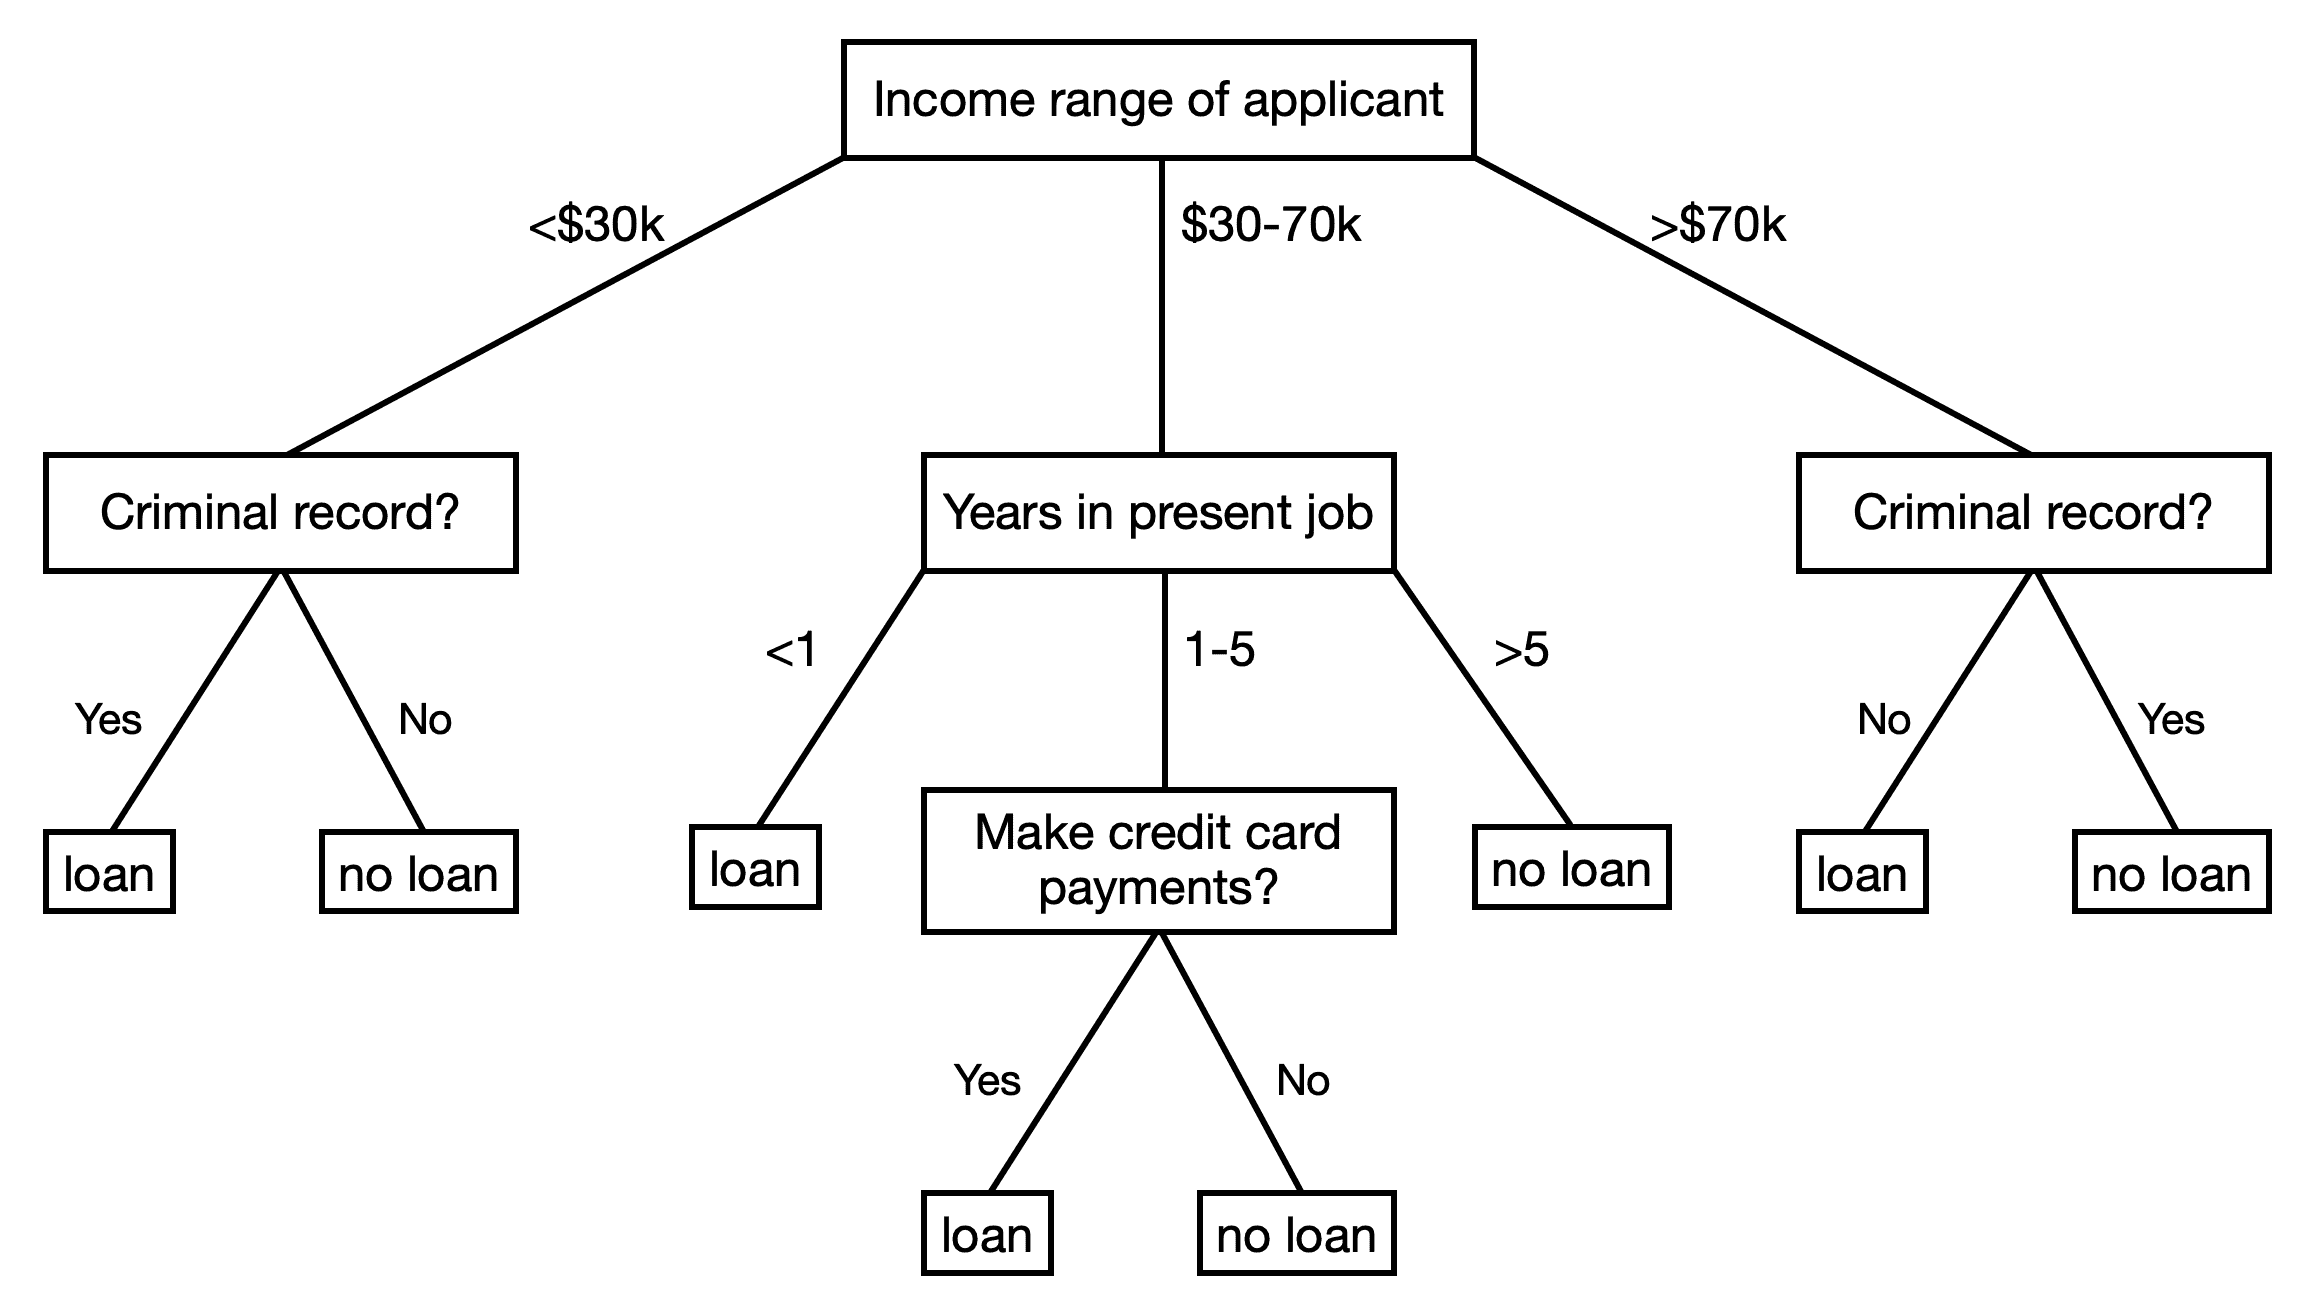 Income range of applicant
<$30k
$30-70k
>$70k
Criminal record?
Years in present job
Criminal record?
<1
1-5
>5
Yes
No
No
Yes
loan
no loan
loan
Make credit card
payments?
no loan
loan
no loan
Yes
No
loan
no loan